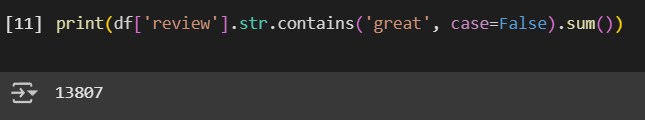 [11] print(df['review'].str.contains('great', case=False).sum())
13807